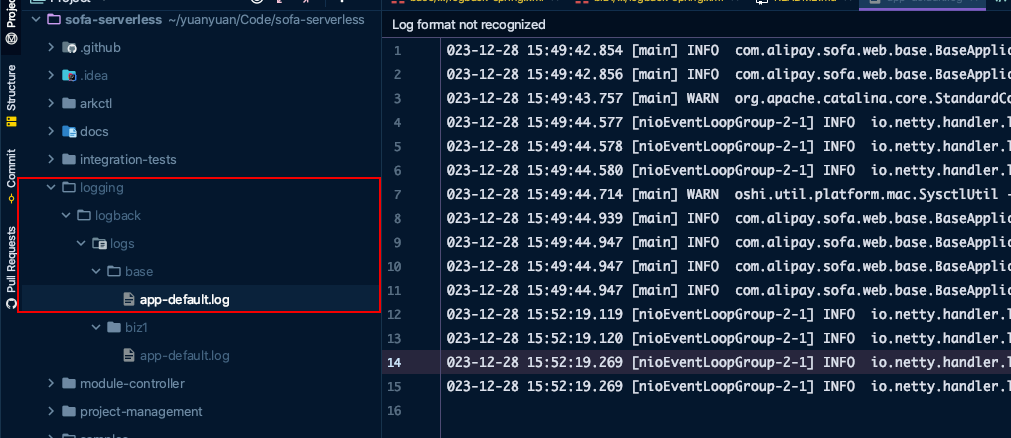 sofa-serverless ~/yuanyuan/Code/sofa-serverless
.github
.idea
arkctl
docs
integration-tests
logging
logback
logs
base
app-default.log
biz1
app-default.log
module-controller
project-management
Structure
Commit
Pull Requests
Log format not recognized
1 023-12-28 15:49:42.854 [main] INFO com.alipay.sofa.web.base.BaseApplic
2 023-12-28 15:49:42.856 [main] INFO com.alipay.sofa.web.base.BaseApplic
3 023-12-28 15:49:43.757 [main] WARN org.apache.catalina.core.StandardCo
4 023-12-28 15:49:44.577 [nioEventLoopGroup-2-1] INFO io.netty.handler.l
5 023-12-28 15:49:44.578 [nioEventLoopGroup-2-1] INFO io.netty.handler.l
6 023-12-28 15:49:44.580 [nioEventLoopGroup-2-1] INFO io.netty.handler.l
7 023-12-28 15:49:44.714 [main] WARN oshi.util.platform.mac.SysctlUtil -
8 023-12-28 15:49:44.939 [main] INFO com.alipay.sofa.web.base.BaseApplic
9 023-12-28 15:49:44.947 [main] INFO com.alipay.sofa.web.base.BaseApplic
10 023-12-28 15:49:44.947 [main] INFO com.alipay.sofa.web.base.BaseApplic
11 023-12-28 15:49:44.947 [main] INFO com.alipay.sofa.web.base.BaseApplic
12 023-12-28 15:52:19.119 [nioEventLoopGroup-2-1] INFO io.netty.handler.l
13 023-12-28 15:52:19.120 [nioEventLoopGroup-2-1] INFO io.netty.handler.l
14 023-12-28 15:52:19.269 [nioEventLoopGroup-2-1] INFO io.netty.handler.l
15 023-12-28 15:52:19.269 [nioEventLoopGroup-2-1] INFO io.netty.handler.l
16